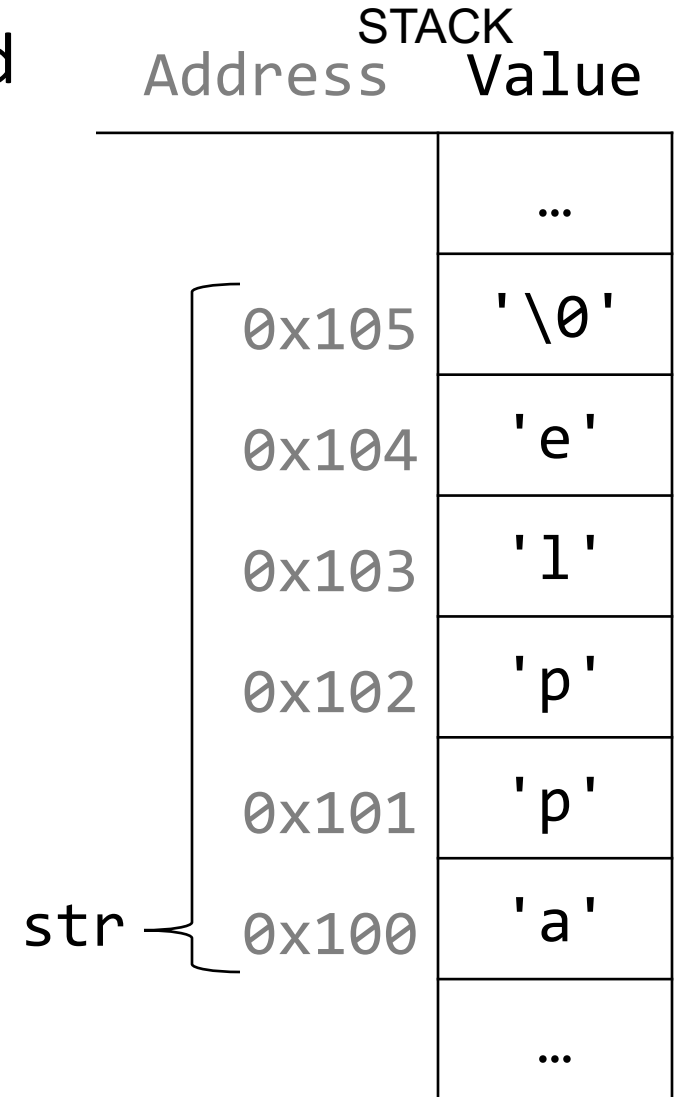 d
STACK
Address Value
…
0x105 '\0'
0x104 'e'
0x103 'l'
0x102 'p'
0x101 'p'
str 0x100 'a'
…